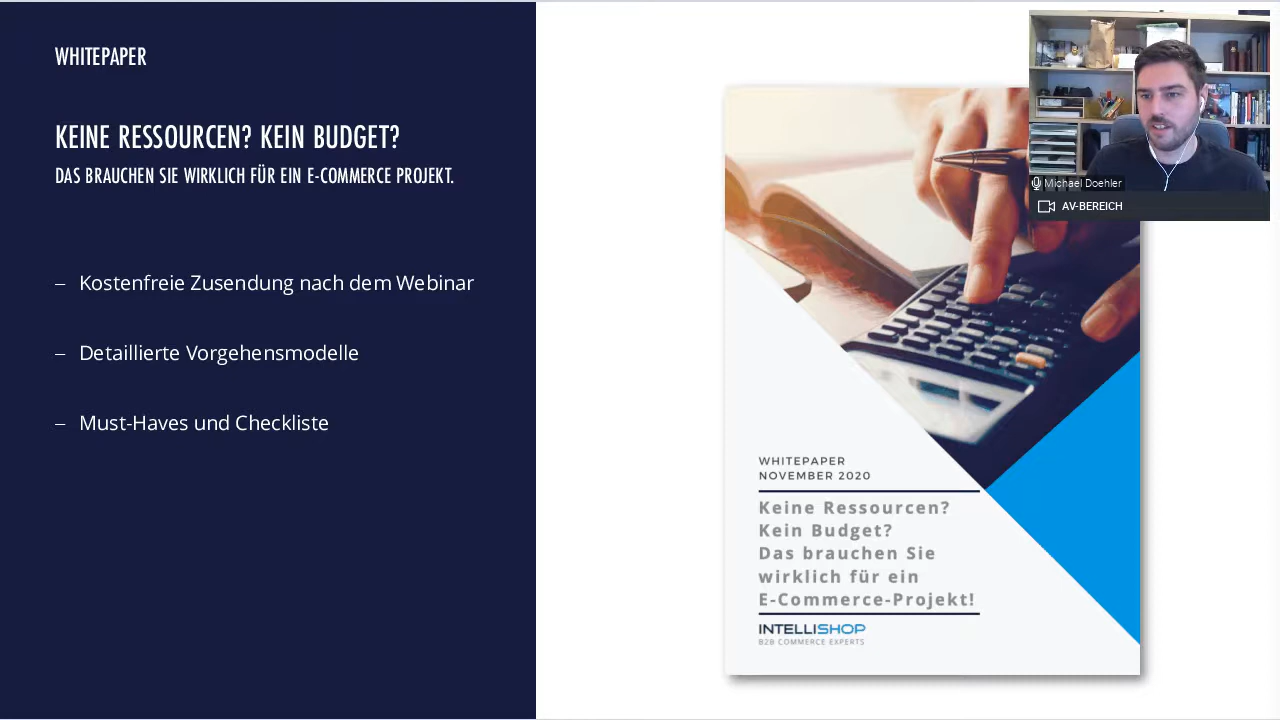 WHITEPAPER
KEINE RESSOURCEN? KEIN BUDGET?
DAS BRAUCHEN SIE WIRKLICH FÜR EIN E-COMMERCE PROJEKT.
– Kostenfreie Zusendung nach dem Webinar
– Detaillierte Vorgehensmodelle
– Must-Haves und Checkliste
Michael Doehler
AV-BEREICH
WHITEPAPER
NOVEMBER 2020
Keine Ressourcen?
Kein Budget?
Das brauchen Sie
wirklich für ein
E-Commerce-Projekt!
INTELLISHOP
B2B COMMERCE EXPERTS